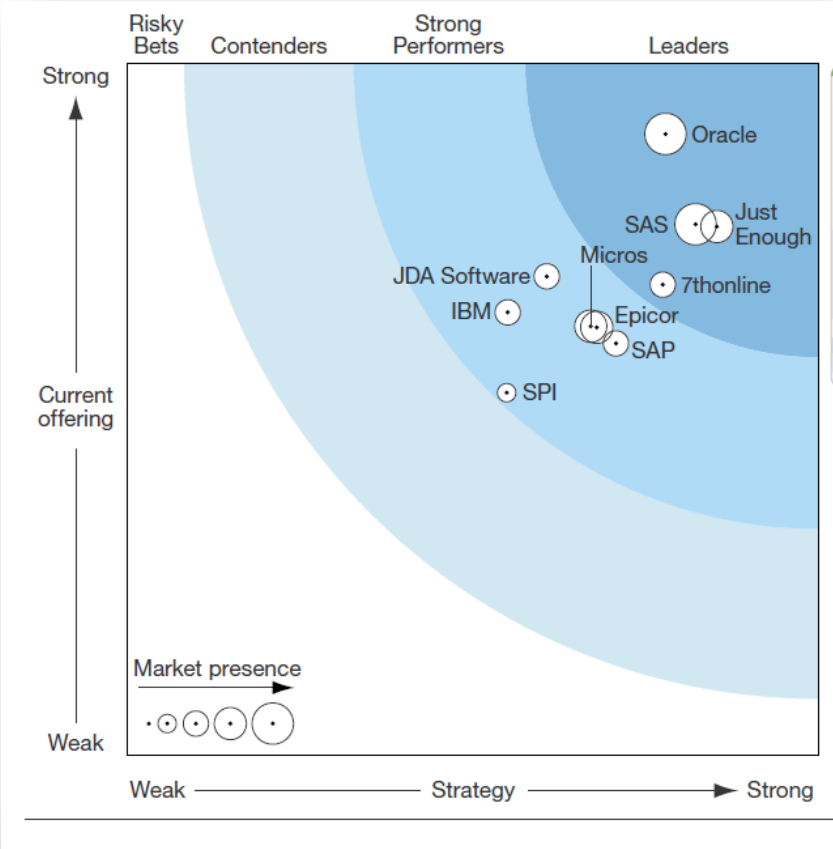 Risky
Bets
Contenders
Strong
Performers
Leaders
Strong
Oracle
SAS
Just
Enough
Micros
JDA Software
7thonline
IBM
Epicor
SAP
Current
offering
SPI
Market presence
Weak
Weak
Strategy
Strong